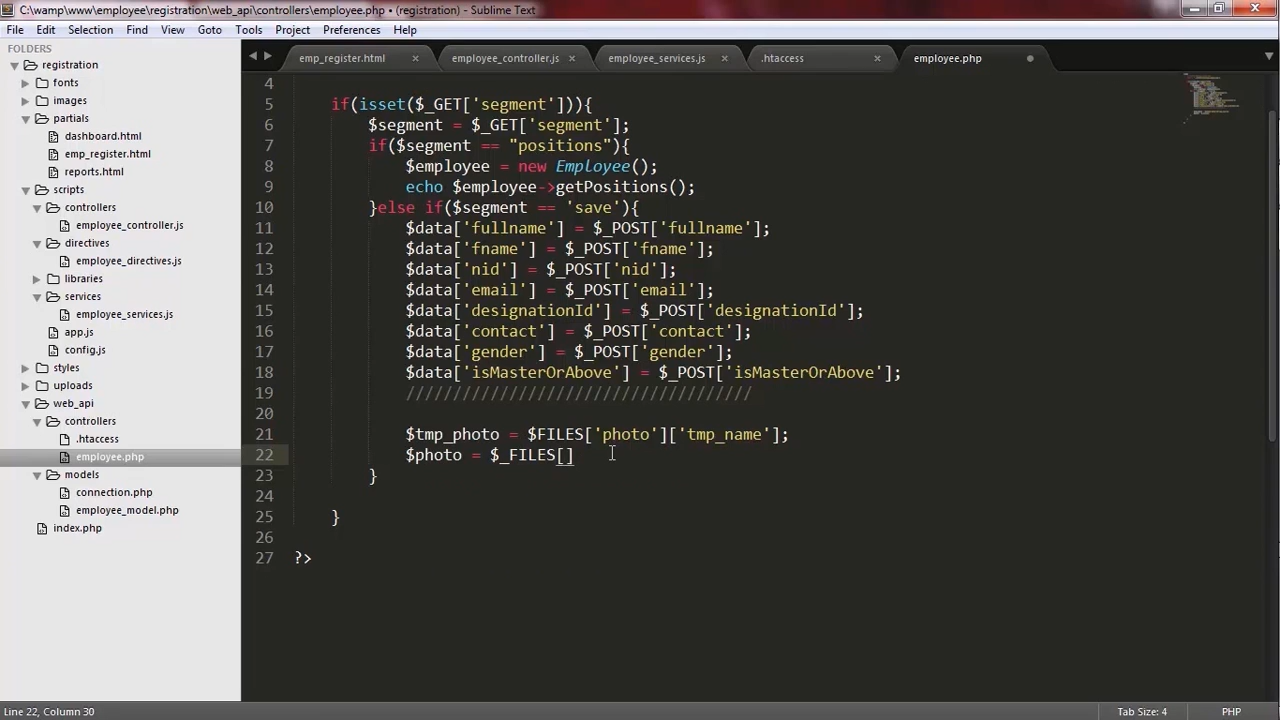 C:\wamp\www\employee\registration\web_api\controllers\employee.php • (registration) - Sublime Text
File Edit Selection Find View Goto Tools Project Preferences Help
FOLDERS
registration
fonts
images
partials
dashboard.html
emp_register.html
reports.html
scripts
controllers
employee_controller.js
directives
employee_directives.js
libraries
services
employee_services.js
app.js
config.js
styles
uploads
web_api
controllers
.htaccess
employee.php
models
connection.php
employee_model.php
index.php
emp_register.html employee_controller.js employee_services.js .htaccess employee.php
4
5 if(isset($_GET['segment'])){
6 $segment = $_GET['segment'];
7 if($segment == "positions"){
8 $employee = new Employee();
9 echo $employee->getPositions();
10 }else if($segment == 'save'){
11 $data['fullname'] = $_POST['fullname'];
12 $data['fname'] = $_POST['fname'];
13 $data['nid'] = $_POST['nid'];
14 $data['email'] = $_POST['email'];
15 $data['designationId'] = $_POST['designationId'];
16 $data['contact'] = $_POST['contact'];
17 $data['gender'] = $_POST['gender'];
18 $data['isMasterOrAbove'] = $_POST['isMasterOrAbove'];
19 /////////////////////////////////////
20
21 $tmp_photo = $FILES['photo']['tmp_name'];
22 $photo = $_FILES[]
23 }
24
25 }
26
27 ?>
Line 22, Column 30 Tab Size: 4 PHP